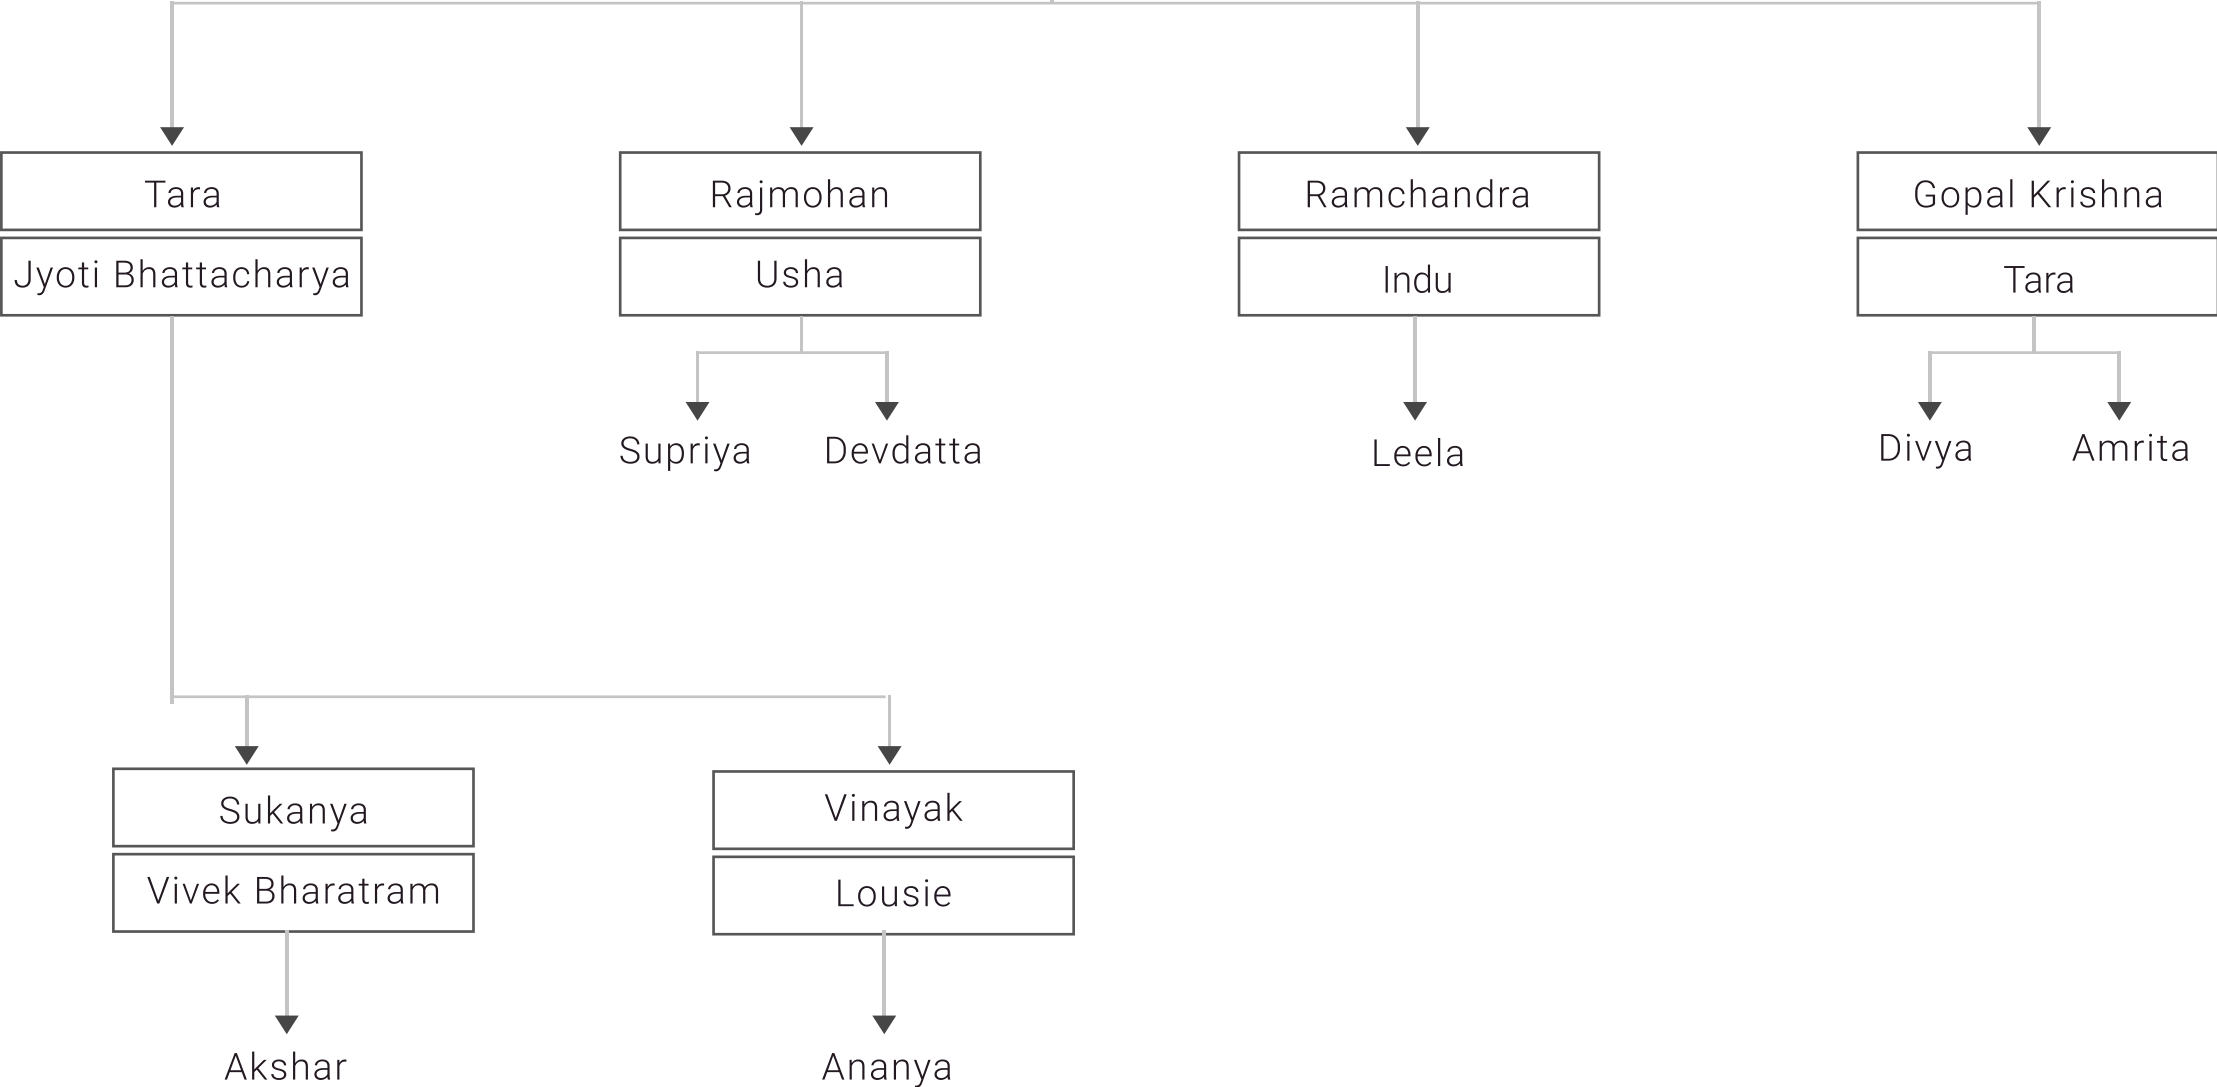 Tara
Jyoti Bhattacharya
Rajmohan
Usha
Ramchandra
Indu
Gopal Krishna
Tara
Supriya
Devdatta
Leela
Divya
Amrita
Sukanya
Vivek Bharatram
Vinayak
Lousie
Akshar
Ananya